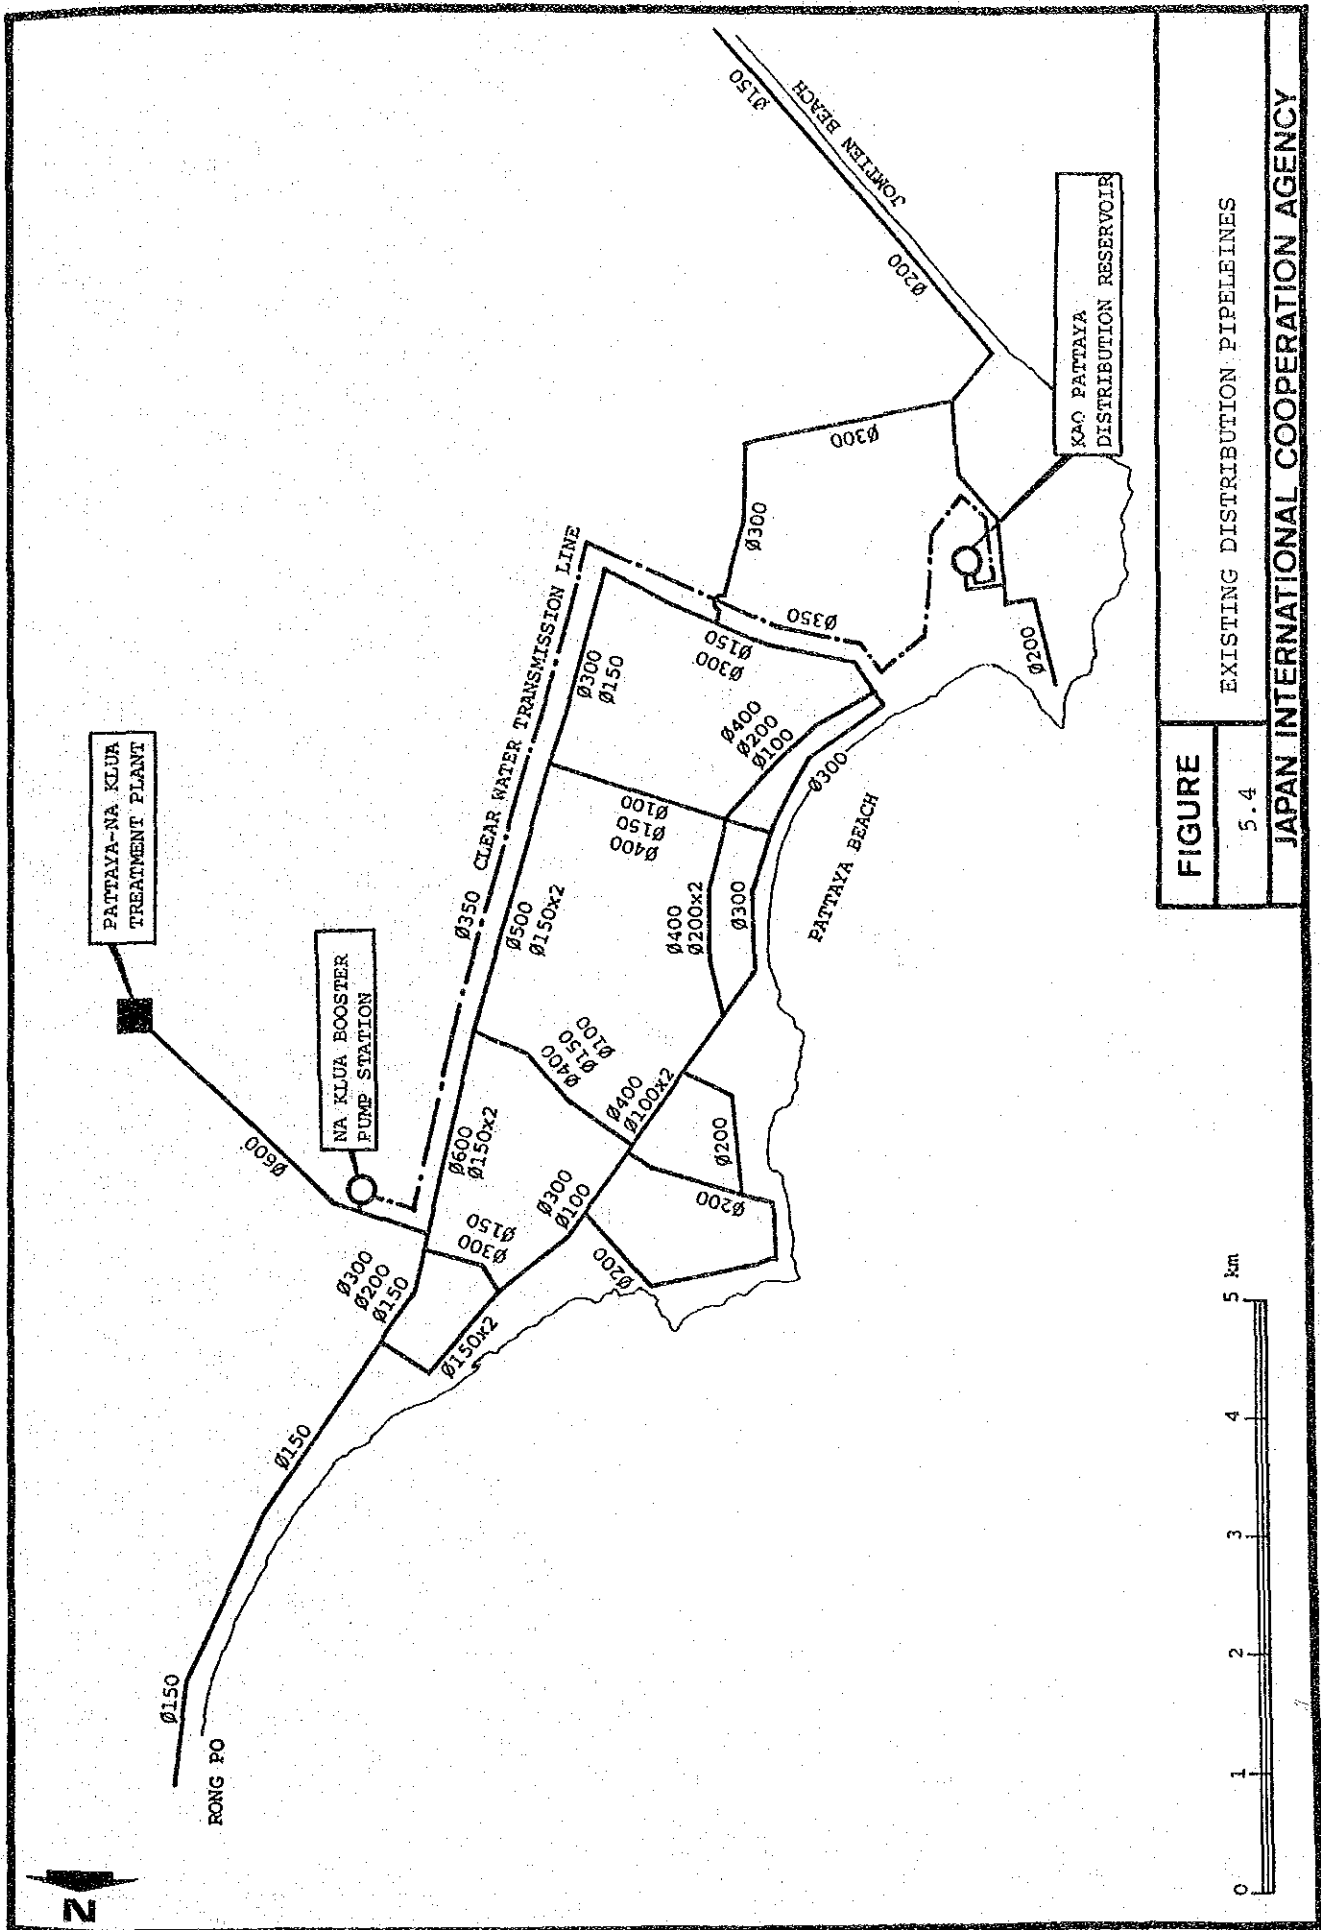 N
RONG PO
Ø150
Ø150
Ø300
Ø200
Ø150
Ø150x2
Ø300
Ø150
Ø600
PATTAYA-NA KLUA
TREATMENT PLANT
NA KLUA BOOSTER
PUMP STATION
Ø600
Ø150x2
Ø300
Ø100
Ø200
Ø200
Ø200
Ø400
Ø100x2
Ø400
Ø150
Ø100
Ø350 CLEAR WATER TRANSMISSION LINE
Ø500
Ø150x2
Ø400
Ø200x2
Ø300
Ø400
Ø150
Ø100
Ø300
Ø150
Ø400
Ø200
Ø100
Ø300
PATTAYA BEACH
Ø300
Ø150
Ø350
Ø300
Ø300
Ø200
KAO PATTAYA
DISTRIBUTION RESERVOIR
Ø200
Ø150
JOMTIEN BEACH
0 1 2 3 4 5 km
FIGURE
5.4
EXISTING DISTRIBUTION PIPELEINES
JAPAN INTERNATIONAL COOPERATION AGENCY